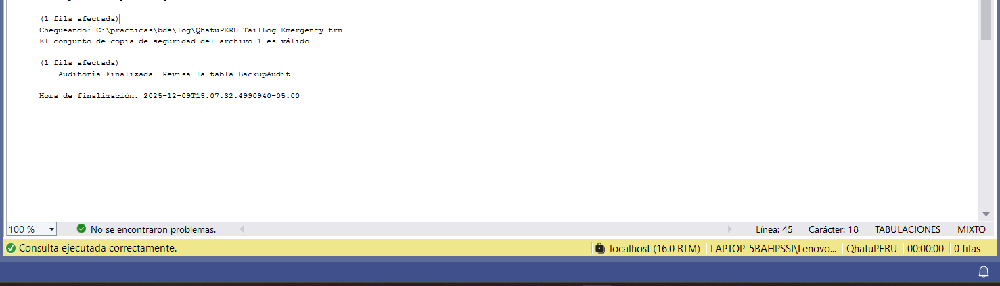 (1 fila afectada)
Chequeando: C:\practicas\bds\log\QhatuPERU_TailLog_Emergency.trn
El conjunto de copia de seguridad del archivo 1 es válido.
(1 fila afectada)
--- Auditoría Finalizada. Revisa la tabla BackupAudit. ---
Hora de finalización: 2025-12-09T15:07:32.4990940-05:00
100 % No se encontraron problemas. Línea: 45 Carácter: 18 TABULACIONES MIXTO
Consulta ejecutada correctamente. localhost (16.0 RTM) LAPTOP-5BAHPSSI\Lenovo... QhatuPERU 00:00:00 0 filas